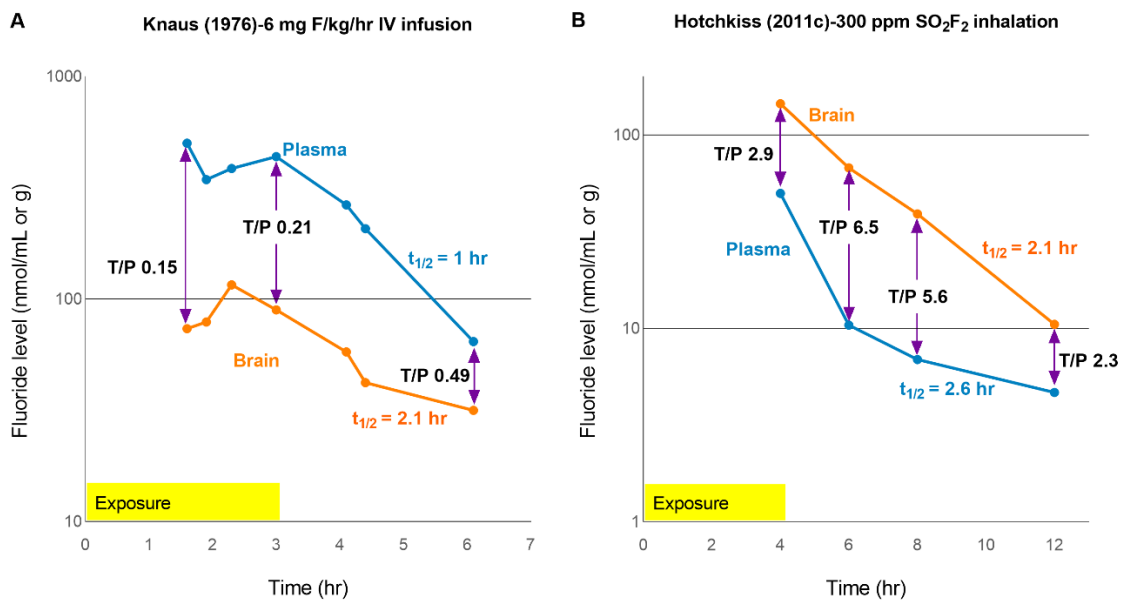 A
Knaus (1976)-6 mg F/kg/hr IV infusion
Fluoride level (nmol/mL or g)
1000
100
10
Plasma
T/P 0.21
T/P 0.15
t1/2 = 1 hr
Brain
T/P 0.49
t1/2 = 2.1 hr
Exposure
0 1 2 3 4 5 6 7
Time (hr)
B
Hotchkiss (2011c)-300 ppm SO2F2 inhalation
Fluoride level (nmol/mL or g)
100
10
1
Brain
T/P 2.9
T/P 6.5
Plasma
t1/2 = 2.1 hr
T/P 5.6
T/P 2.3
t1/2 = 2.6 hr
Exposure
0 2 4 6 8 10 12
Time (hr)